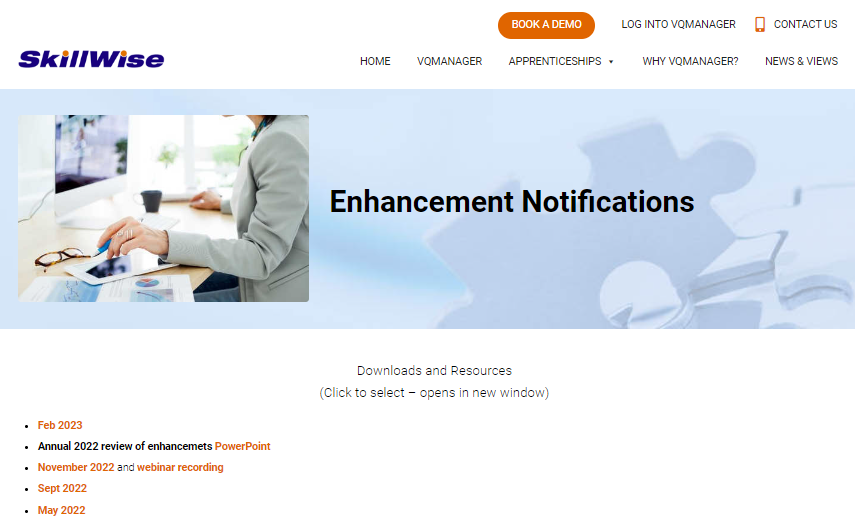 BOOK A DEMO LOG INTO VQMANAGER CONTACT US
SkillWise
HOME VQMANAGER APPRENTICESHIPS WHY VQMANAGER? NEWS & VIEWS
Enhancement Notifications
Downloads and Resources
(Click to select – opens in new window)
Feb 2023
Annual 2022 review of enhancemets PowerPoint
November 2022 and webinar recording
Sept 2022
May 2022